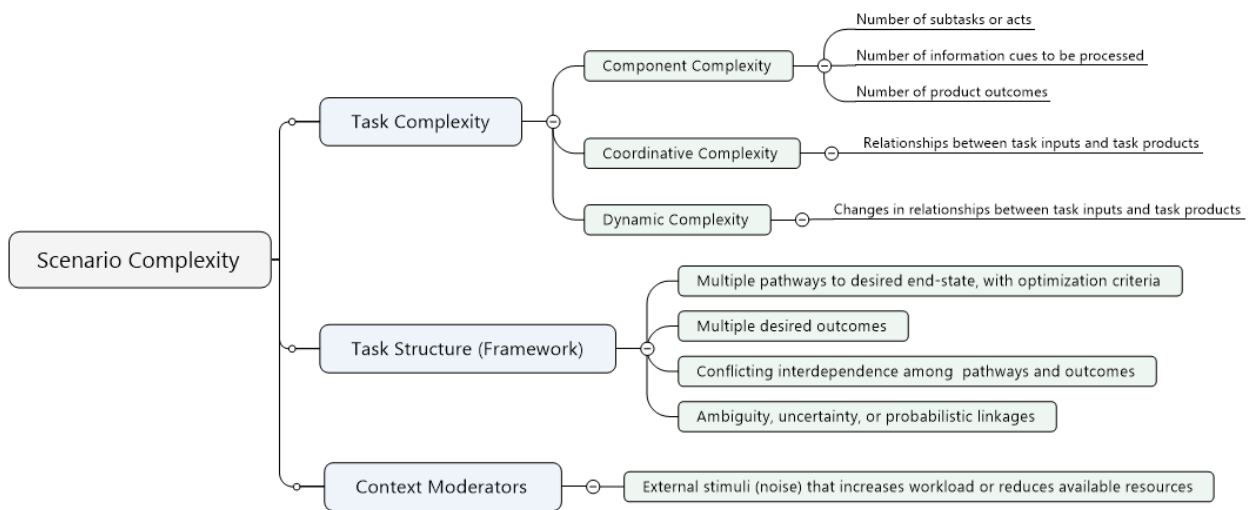 Scenario Complexity
Task Complexity
Component Complexity
Number of subtasks or acts
Number of information cues to be processed
Number of product outcomes
Coordinative Complexity
Relationships between task inputs and task products
Dynamic Complexity
Changes in relationships between task inputs and task products
Task Structure (Framework)
Multiple pathways to desired end-state, with optimization criteria
Multiple desired outcomes
Conflicting interdependence among pathways and outcomes
Ambiguity, uncertainty, or probabilistic linkages
Context Moderators
External stimuli (noise) that increases workload or reduces available resources